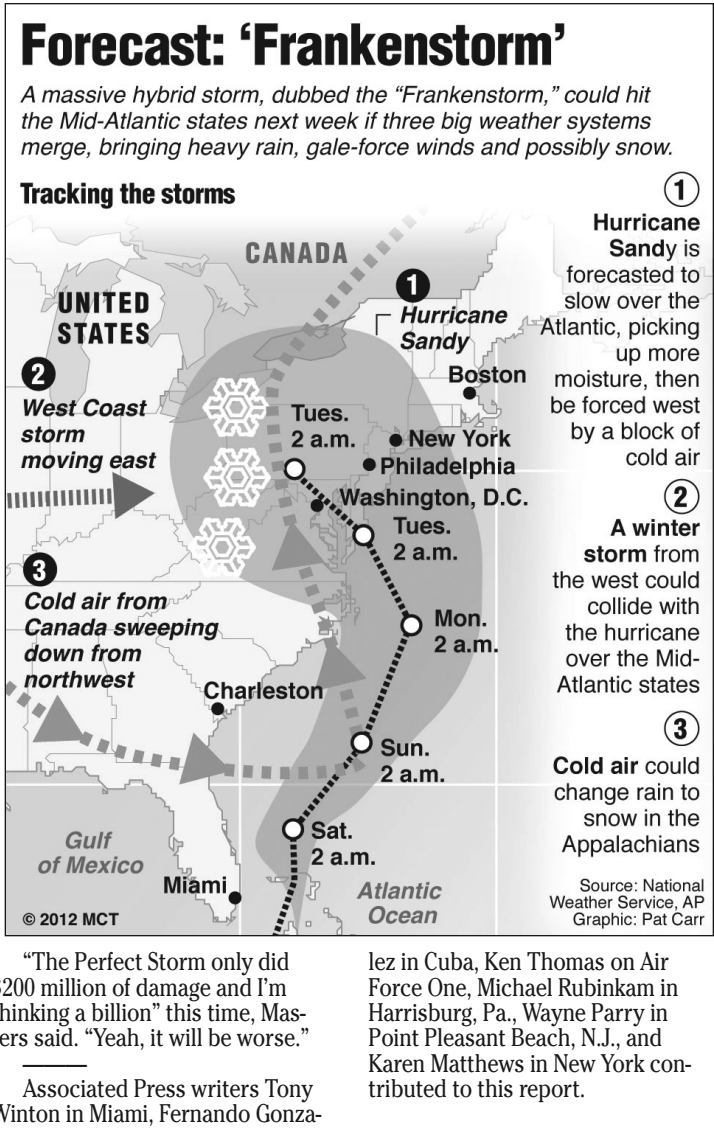 Forecast: ‘Frankenstorm’
A massive hybrid storm, dubbed the “Frankenstorm,” could hit
the Mid-Atlantic states next week if three big weather systems
merge, bringing heavy rain, gale-force winds and possibly snow.
Tracking the storms
CANADA
UNITED
STATES
1
Hurricane
Sandy
2
West Coast
storm
moving east
3
Cold air from
Canada sweeping
down from
northwest
Boston
New York
Philadelphia
Washington, D.C.
Tues.
2 a.m.
Tues.
2 a.m.
Mon.
2 a.m.
Charleston
Sun.
2 a.m.
Sat.
2 a.m.
Gulf
of Mexico
Miami
Atlantic
Ocean
© 2012 MCT
1
Hurricane
Sandy is
forecasted to
slow over the
Atlantic, picking
up more
moisture, then
be forced west
by a block of
cold air
2
A winter
storm from
the west could
collide with
the hurricane
over the Mid-
Atlantic states
3
Cold air could
change rain to
snow in the
Appalachians
Source: National
Weather Service, AP
Graphic: Pat Carr
“The Perfect Storm only did
$200 million of damage and I’m
thinking a billion” this time, Mas-
ters said. “Yeah, it will be worse.”
Associated Press writers Tony
Winton in Miami, Fernando Gonza-
lez in Cuba, Ken Thomas on Air
Force One, Michael Rubinkam in
Harrisburg, Pa., Wayne Parry in
Point Pleasant Beach, N.J., and
Karen Matthews in New York con-
tributed to this report.